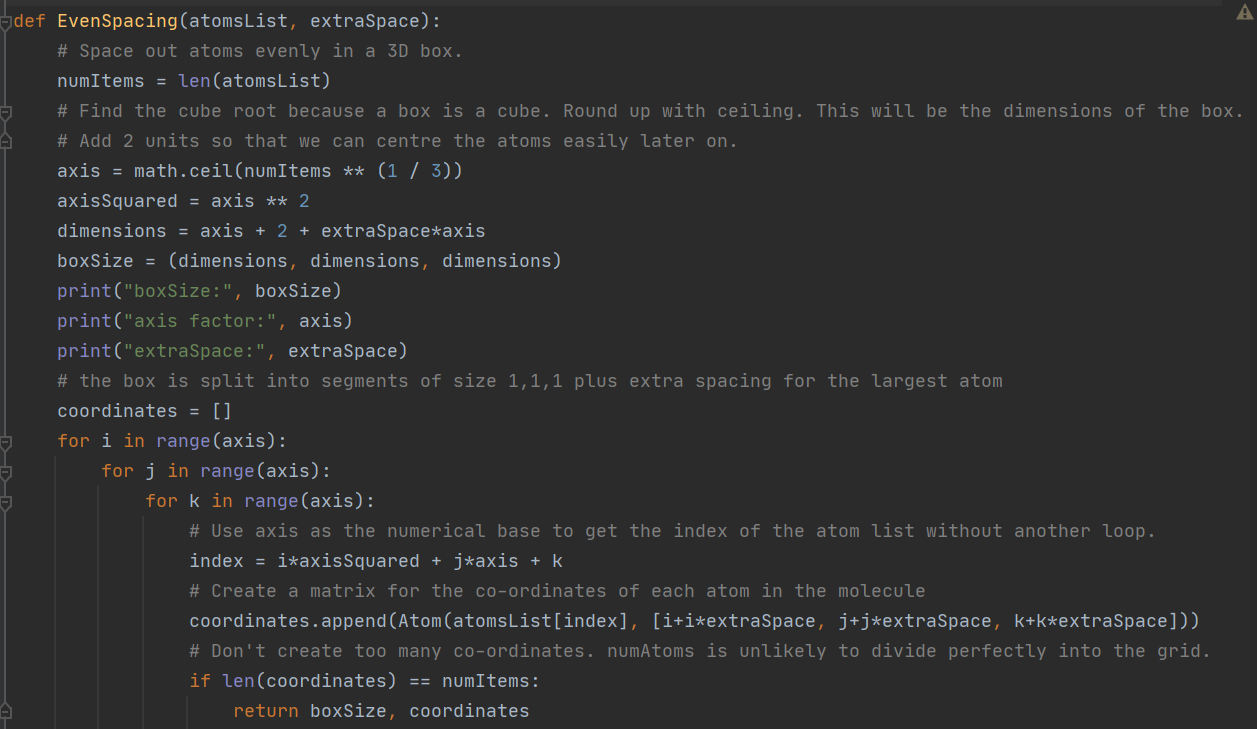 def EvenSpacing(atomsList, extraSpace):
    # Space out atoms evenly in a 3D box.
    numItems = len(atomsList)
    # Find the cube root because a box is a cube. Round up with ceiling. This will be the dimensions of the box.
    # Add 2 units so that we can centre the atoms easily later on.
    axis = math.ceil(numItems ** (1 / 3))
    axisSquared = axis ** 2
    dimensions = axis + 2 + extraSpace*axis
    boxSize = (dimensions, dimensions, dimensions)
    print("boxSize:", boxSize)
    print("axis factor:", axis)
    print("extraSpace:", extraSpace)
    # the box is split into segments of size 1,1,1 plus extra spacing for the largest atom
    coordinates = []
    for i in range(axis):
        for j in range(axis):
            for k in range(axis):
                # Use axis as the numerical base to get the index of the atom list without another loop.
                index = i*axisSquared + j*axis + k
                # Create a matrix for the co-ordinates of each atom in the molecule
                coordinates.append(Atom(atomsList[index], [i+i*extraSpace, j+j*extraSpace, k+k*extraSpace]))
                # Don't create too many co-ordinates. numAtoms is unlikely to divide perfectly into the grid.
                if len(coordinates) == numItems:
                    return boxSize, coordinates